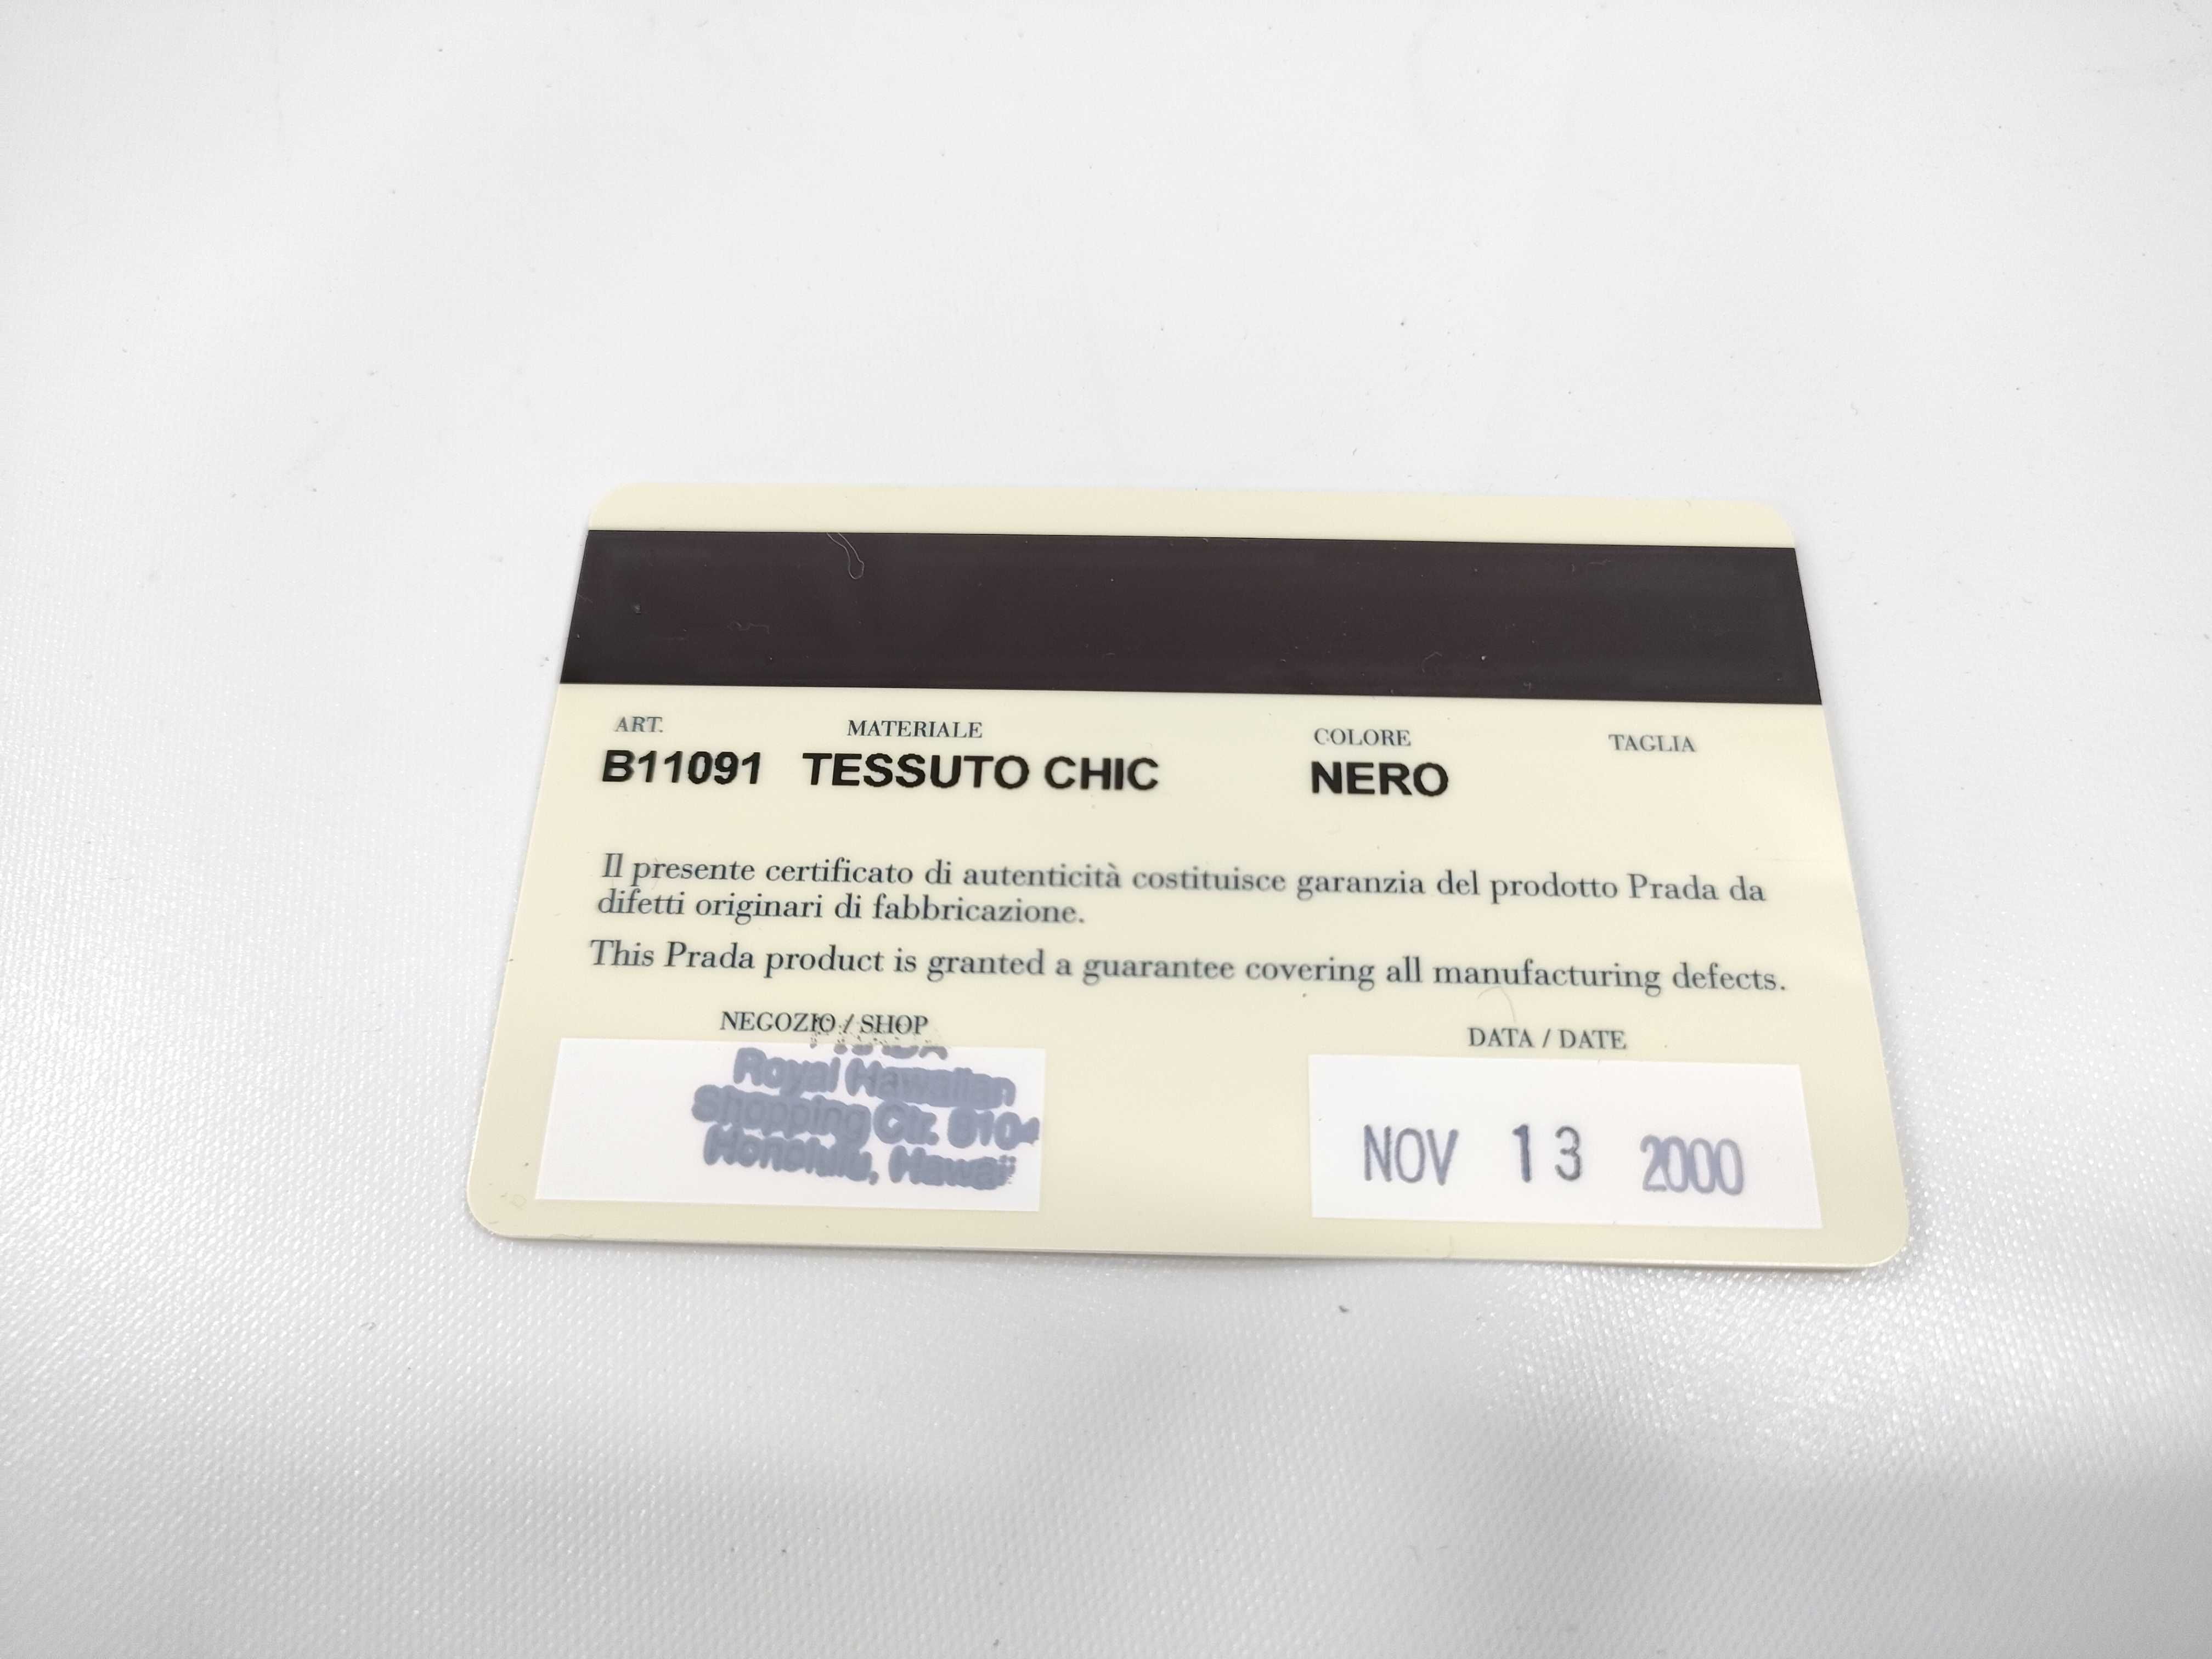 ART. MATERIALE COLORE TAGLIA
B11091 TESSUTO CHIC NERO
Il presente certificato di autenticità costituisce garanzia del prodotto Prada da
difetti originari di fabbricazione.
This Prada product is granted a guarantee covering all manufacturing defects.
NEGOZIO / SHOP DATA / DATE
PRADA
Royal Hawaiian
Shopping Ctr.
Honolulu, Hawaii
NOV 13 2000